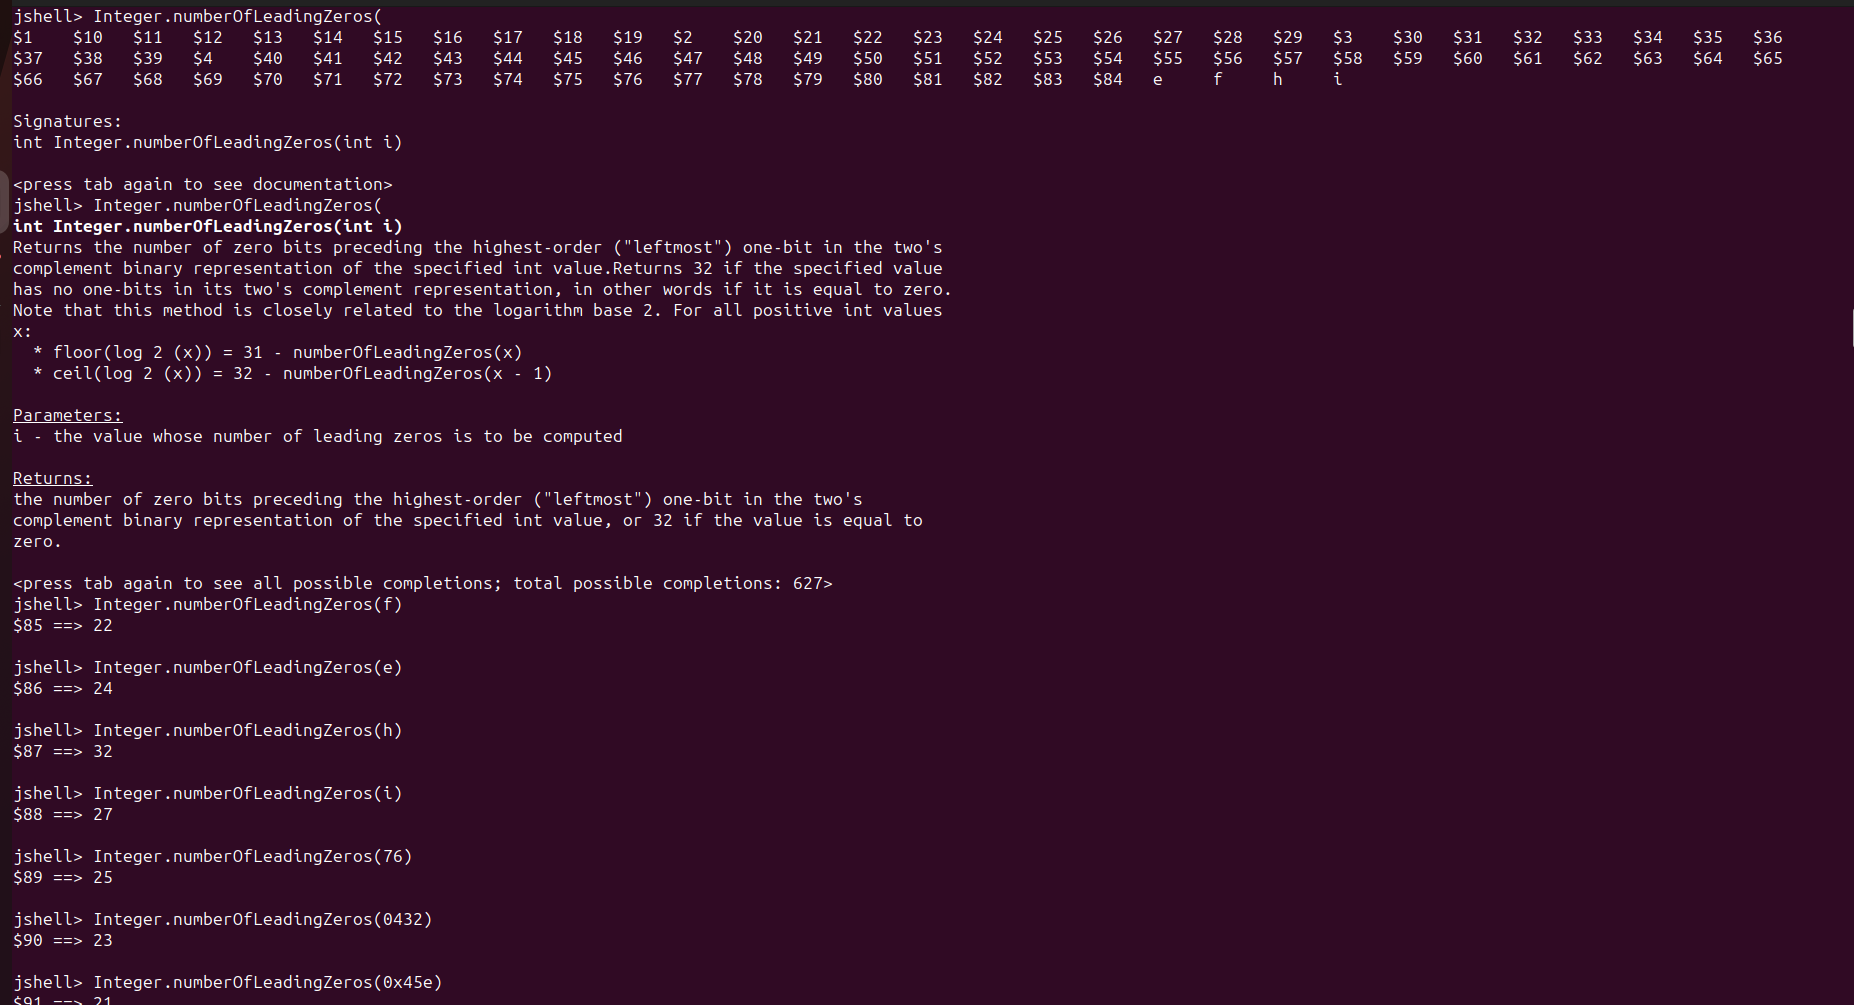 jshell> Integer.numberOfLeadingZeros(
$1 $10 $11 $12 $13 $14 $15 $16 $17 $18 $19 $2 $20 $21 $22 $23 $24 $25 $26 $27 $28 $29 $3 $30 $31 $32 $33 $34 $35 $36
$37 $38 $39 $4 $40 $41 $42 $43 $44 $45 $46 $47 $48 $49 $50 $51 $52 $53 $54 $55 $56 $57 $58 $59 $60 $61 $62 $63 $64 $65
$66 $67 $68 $69 $70 $71 $72 $73 $74 $75 $76 $77 $78 $79 $80 $81 $82 $83 $84 e f h i
Signatures:
int Integer.numberOfLeadingZeros(int i)
<press tab again to see documentation>
jshell> Integer.numberOfLeadingZeros(
int Integer.numberOfLeadingZeros(int i)
Returns the number of zero bits preceding the highest-order ("leftmost") one-bit in the two's
complement binary representation of the specified int value.Returns 32 if the specified value
has no one-bits in its two's complement representation, in other words if it is equal to zero.
Note that this method is closely related to the logarithm base 2. For all positive int values
x:
* floor(log 2 (x)) = 31 - numberOfLeadingZeros(x)
* ceil(log 2 (x)) = 32 - numberOfLeadingZeros(x - 1)
Parameters:
i - the value whose number of leading zeros is to be computed
Returns:
the number of zero bits preceding the highest-order ("leftmost") one-bit in the two's
complement binary representation of the specified int value, or 32 if the value is equal to
zero.
<press tab again to see all possible completions; total possible completions: 627>
jshell> Integer.numberOfLeadingZeros(f)
$85 ==> 22
jshell> Integer.numberOfLeadingZeros(e)
$86 ==> 24
jshell> Integer.numberOfLeadingZeros(h)
$87 ==> 32
jshell> Integer.numberOfLeadingZeros(i)
$88 ==> 27
jshell> Integer.numberOfLeadingZeros(76)
$89 ==> 25
jshell> Integer.numberOfLeadingZeros(0432)
$90 ==> 23
jshell> Integer.numberOfLeadingZeros(0x45e)
$91 ==> 21